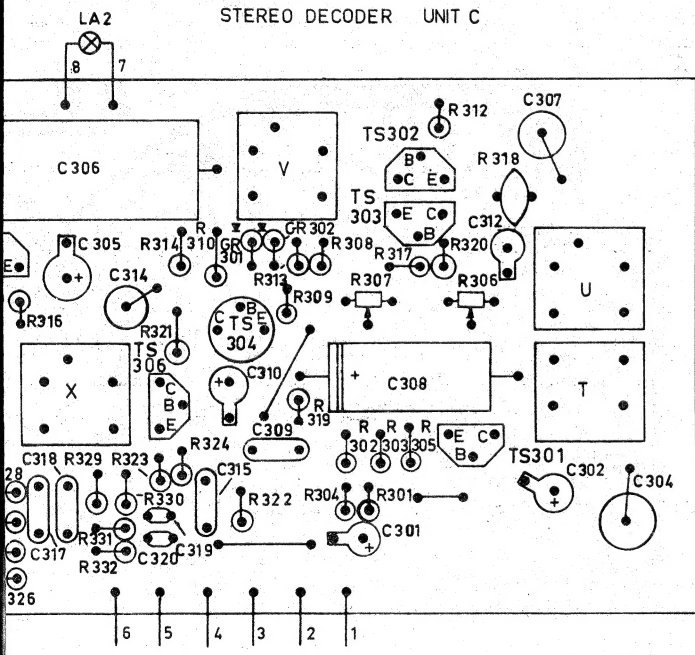 STEREO DECODER UNIT C
LA2
8 7
R312
C307
TS302
B
C E
R318
C306
V
TS
303
E C
B
C312
C305
R314
R
310
GR
301
GR302
R308
R317
R320
E
+
C314
R313
R309
R307
R306
U
R316
R321
C B E
TS
304
TS
306
X
C
B
E
+
C310
+
C308
T
R
319
C309
R
302
R
303
R
305
E C
B
TS301
28
C318
R329
R323
R324
C315
R322
R304
R301
C302
+
C304
R330
C301
+
C317
R331
C319
R332
C320
326
6 5 4 3 2 1